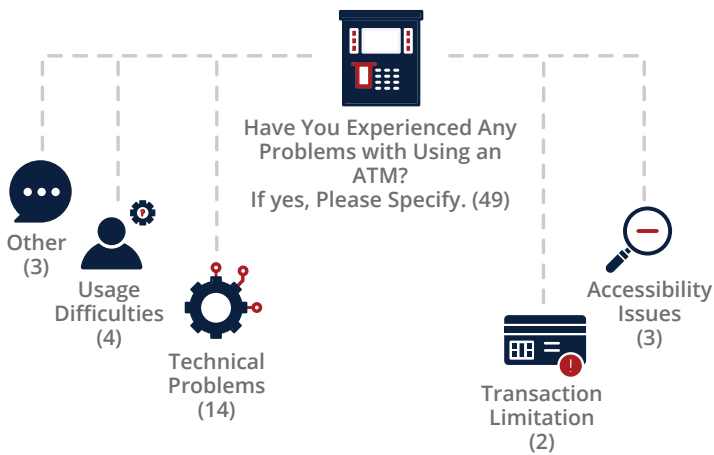 Have You Experienced Any
Problems with Using an
ATM?
If yes, Please Specify. (49)
Other
(3)
Usage
Difficulties
(4)
Technical
Problems
(14)
Transaction
Limitation
(2)
Accessibility
Issues
(3)